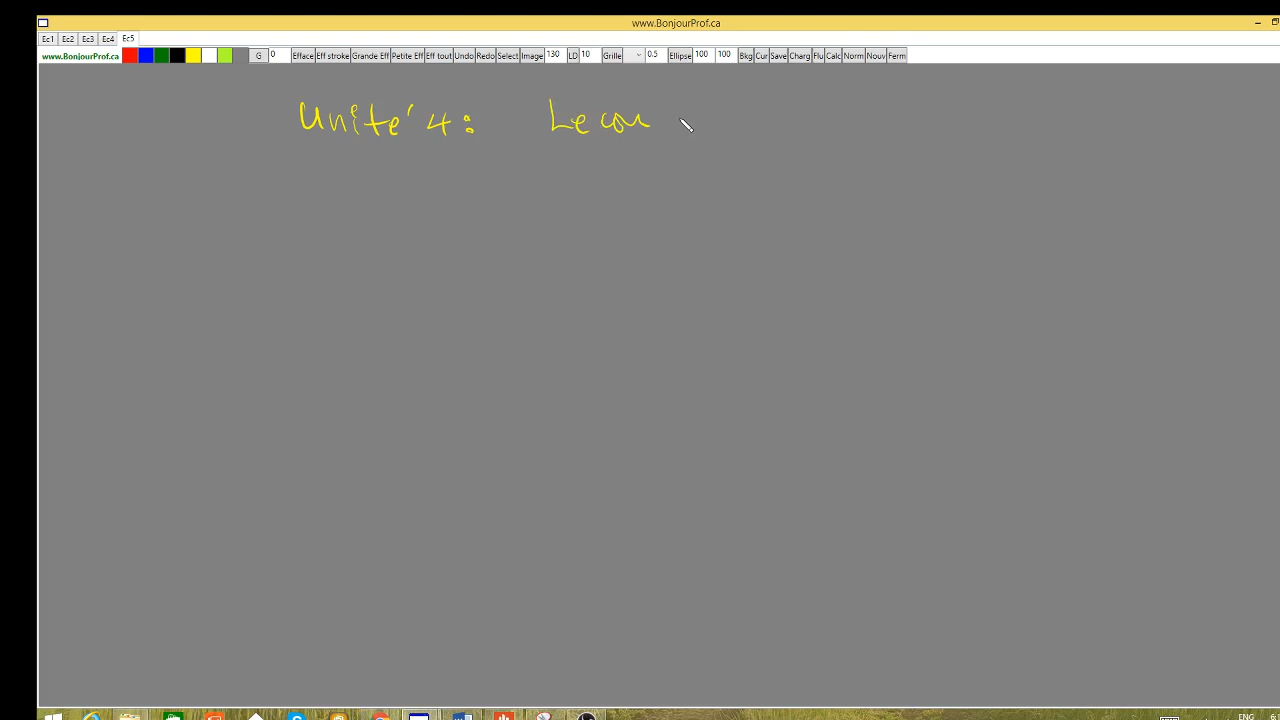 www.BonjourProf.ca
Ec1 Ec2 Ec3 Ec4 Ec5
www.BonjourProf.ca G 0 Efface Eff stroke Grande Eff Petite Eff Eff tout Undo Redo Select Image 130 LD 10 Grille 0.5 Ellipse 100 100 Bkg Cur Save Charg Flu Calc Norm Nouv Ferm
Unité 4: Lecon
ENG